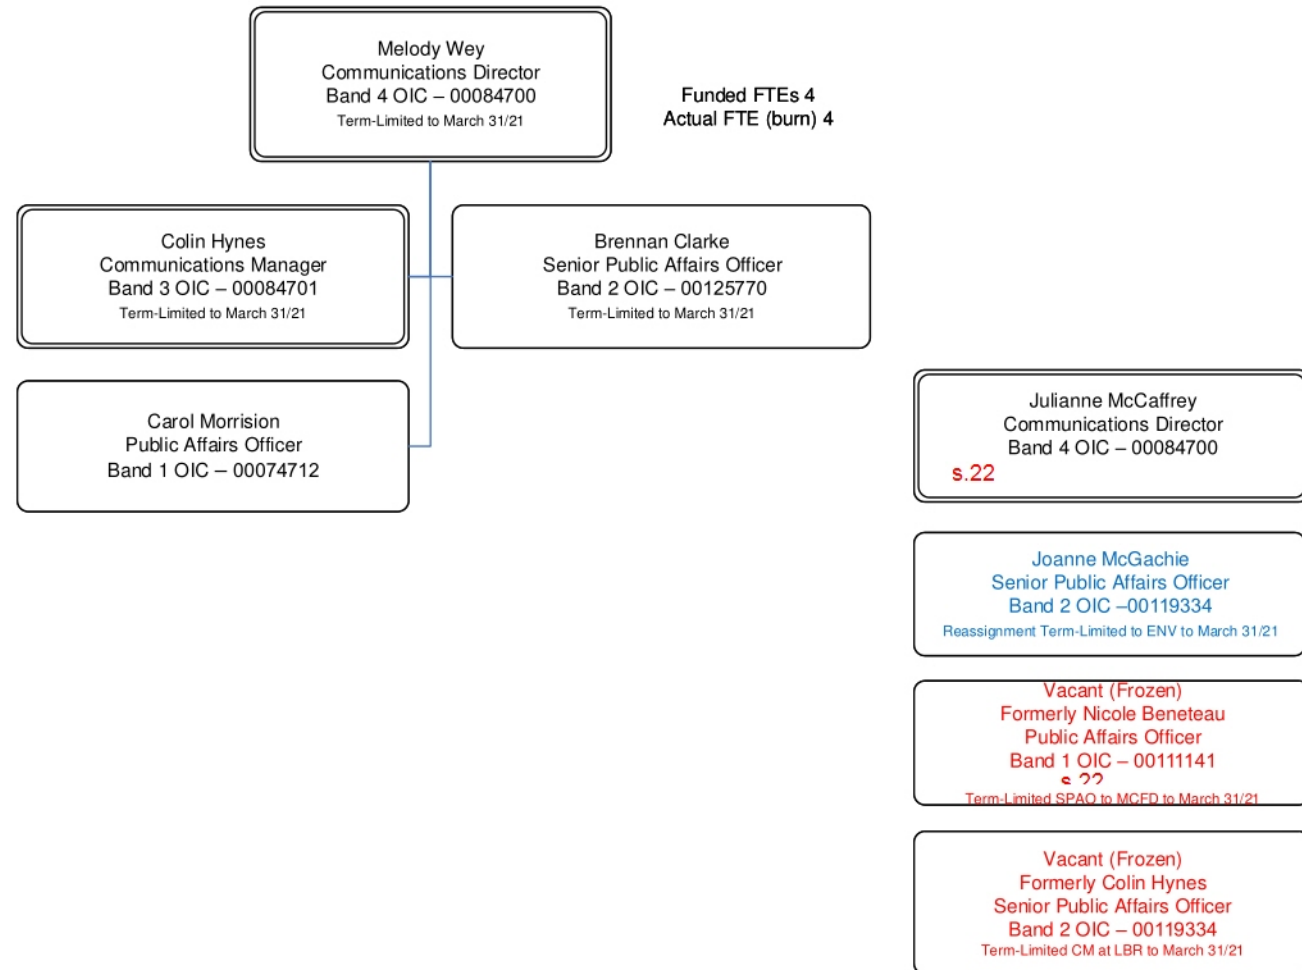 Melody Wey
Communications Director
Band 4 OIC – 00084700
Term-Limited to March 31/21
Funded FTEs 4
Actual FTE (burn) 4
Colin Hynes
Communications Manager
Band 3 OIC – 00084701
Term-Limited to March 31/21
Brennan Clarke
Senior Public Affairs Officer
Band 2 OIC – 00125770
Term-Limited to March 31/21
Carol Morrision
Public Affairs Officer
Band 1 OIC – 00074712
Julianne McCaffrey
Communications Director
Band 4 OIC – 00084700
s.22
Joanne McGachie
Senior Public Affairs Officer
Band 2 OIC –00119334
Reassignment Term-Limited to ENV to March 31/21
Vacant (Frozen)
Formerly Nicole Beneteau
Public Affairs Officer
Band 1 OIC – 00111141
s.22
Term-Limited SPAO to MCFD to March 31/21
Vacant (Frozen)
Formerly Colin Hynes
Senior Public Affairs Officer
Band 2 OIC – 00119334
Term-Limited CM at LBR to March 31/21